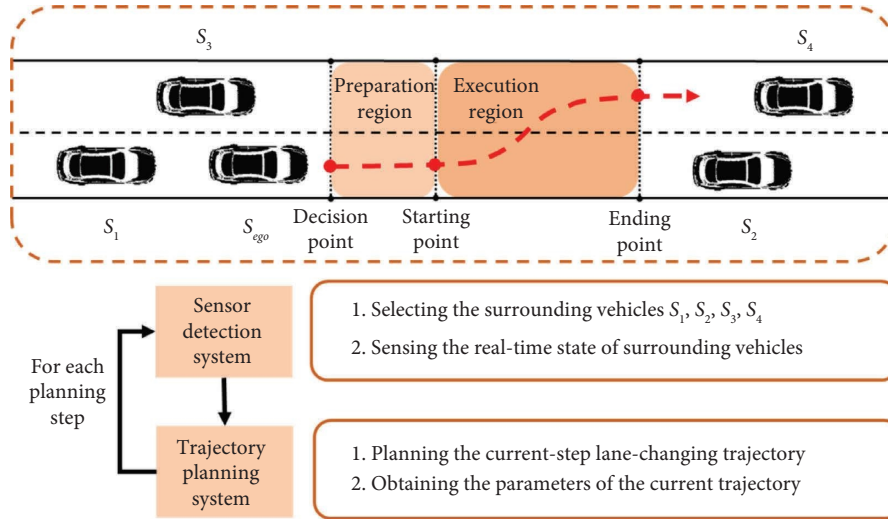 S3
S4
Preparation
region
Execution
region
S1
Sego
Decision
point
Starting
point
Ending
point
S2
Sensor
detection
system
1. Selecting the surrounding vehicles S1, S2, S3, S4
2. Sensing the real-time state of surrounding vehicles
For each
planning
step
Trajectory
planning
system
1. Planning the current-step lane-changing trajectory
2. Obtaining the parameters of the current trajectory